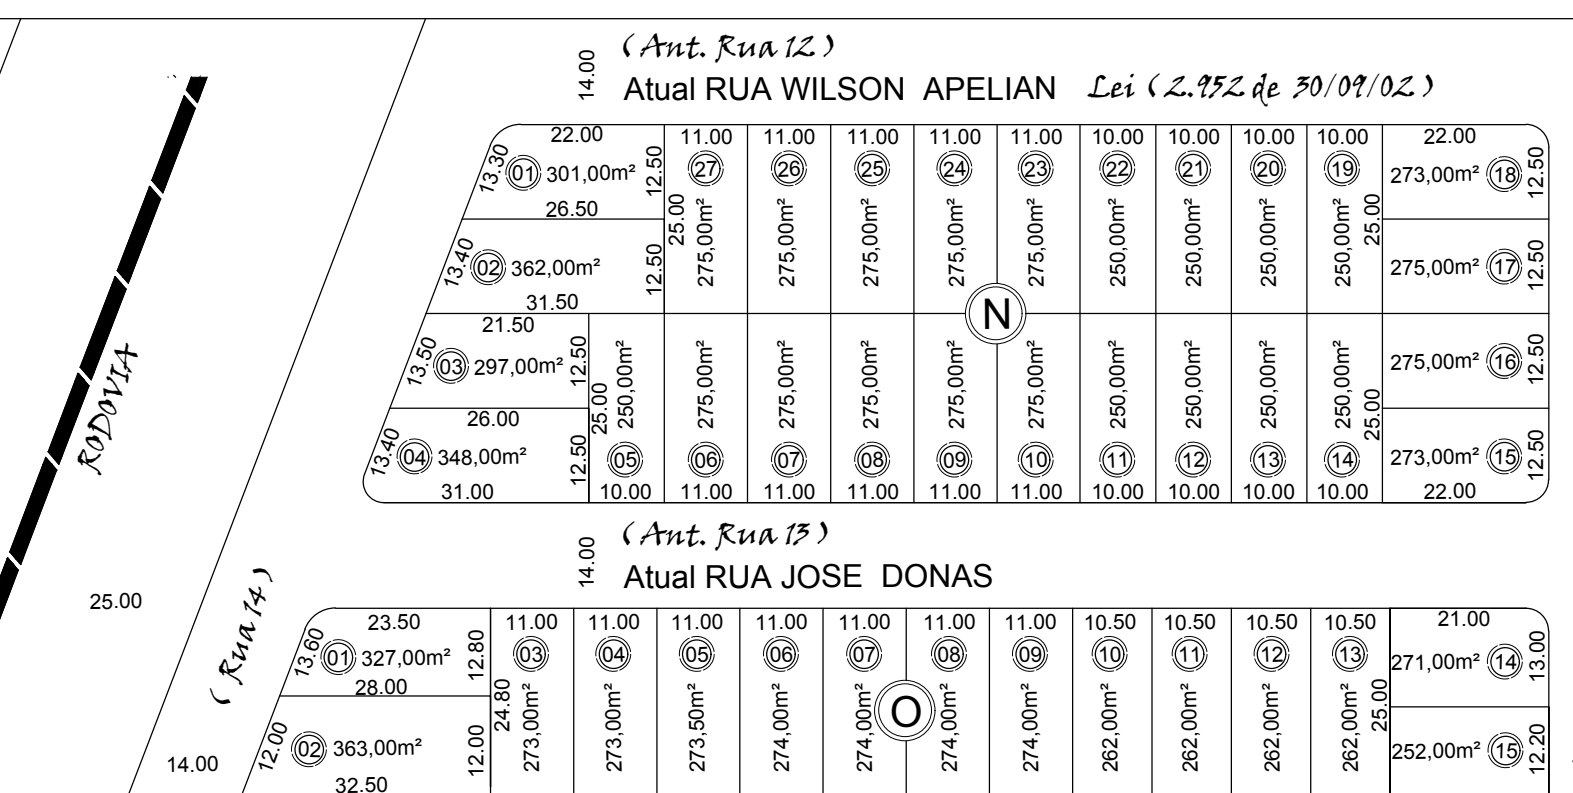 (Ant. Rua 12)
14.00
Atual RUA WILSON APELIAN Lei (2.952 de 30/09/02)
22.00 11.00 11.00 11.00 11.00 11.00 10.00 10.00 10.00 10.00 22.00
13.30 01 301,00m² 12.50 27 26 25 24 23 22 21 20 19 273,00m² 18 12.50
26.50
25.00 275,00m² 275,00m² 275,00m² 275,00m² 275,00m² 250,00m² 250,00m² 250,00m² 250,00m² 25.00
13.40 02 362,00m² 12.50 275,00m² 17 12.50
31.50
N
21.50
13.50 03 297,00m² 12.50 275,00m² 16 12.50
25.00 250,00m² 275,00m² 275,00m² 275,00m² 275,00m² 275,00m² 250,00m² 250,00m² 250,00m² 250,00m² 25.00
26.00
13.40 04 348,00m² 12.50 05 06 07 08 09 10 11 12 13 14 273,00m² 15 12.50
31.00 10.00 11.00 11.00 11.00 11.00 11.00 10.00 10.00 10.00 10.00 22.00
RODOVIA
(Ant. Rua 13)
14.00
Atual RUA JOSE DONAS
25.00
(Rua 14)
23.50 11.00 11.00 11.00 11.00 11.00 11.00 11.00 10.50 10.50 10.50 10.50 21.00
13.60 01 327,00m² 12.80 03 04 05 06 07 08 09 10 11 12 13 271,00m² 14 13.00
28.00
24.80 273,00m² 273,00m² 273,50m² 274,00m² 274,00m² 274,00m² 274,00m² 262,00m² 262,00m² 262,00m² 262,00m² 25.00
O
12.00 02 363,00m² 12.00 252,00m² 15 12.20
14.00
32.50